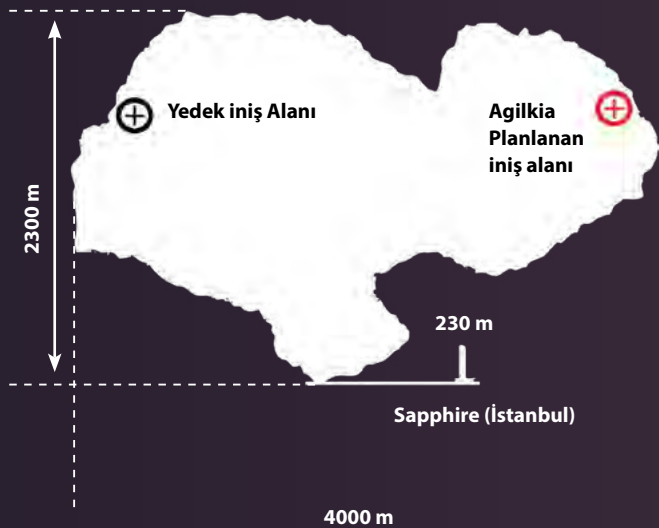 Yedek iniş Alanı
Agilkia
Planlanan
iniş alanı
2300 m
230 m
Sapphire (İstanbul)
4000 m